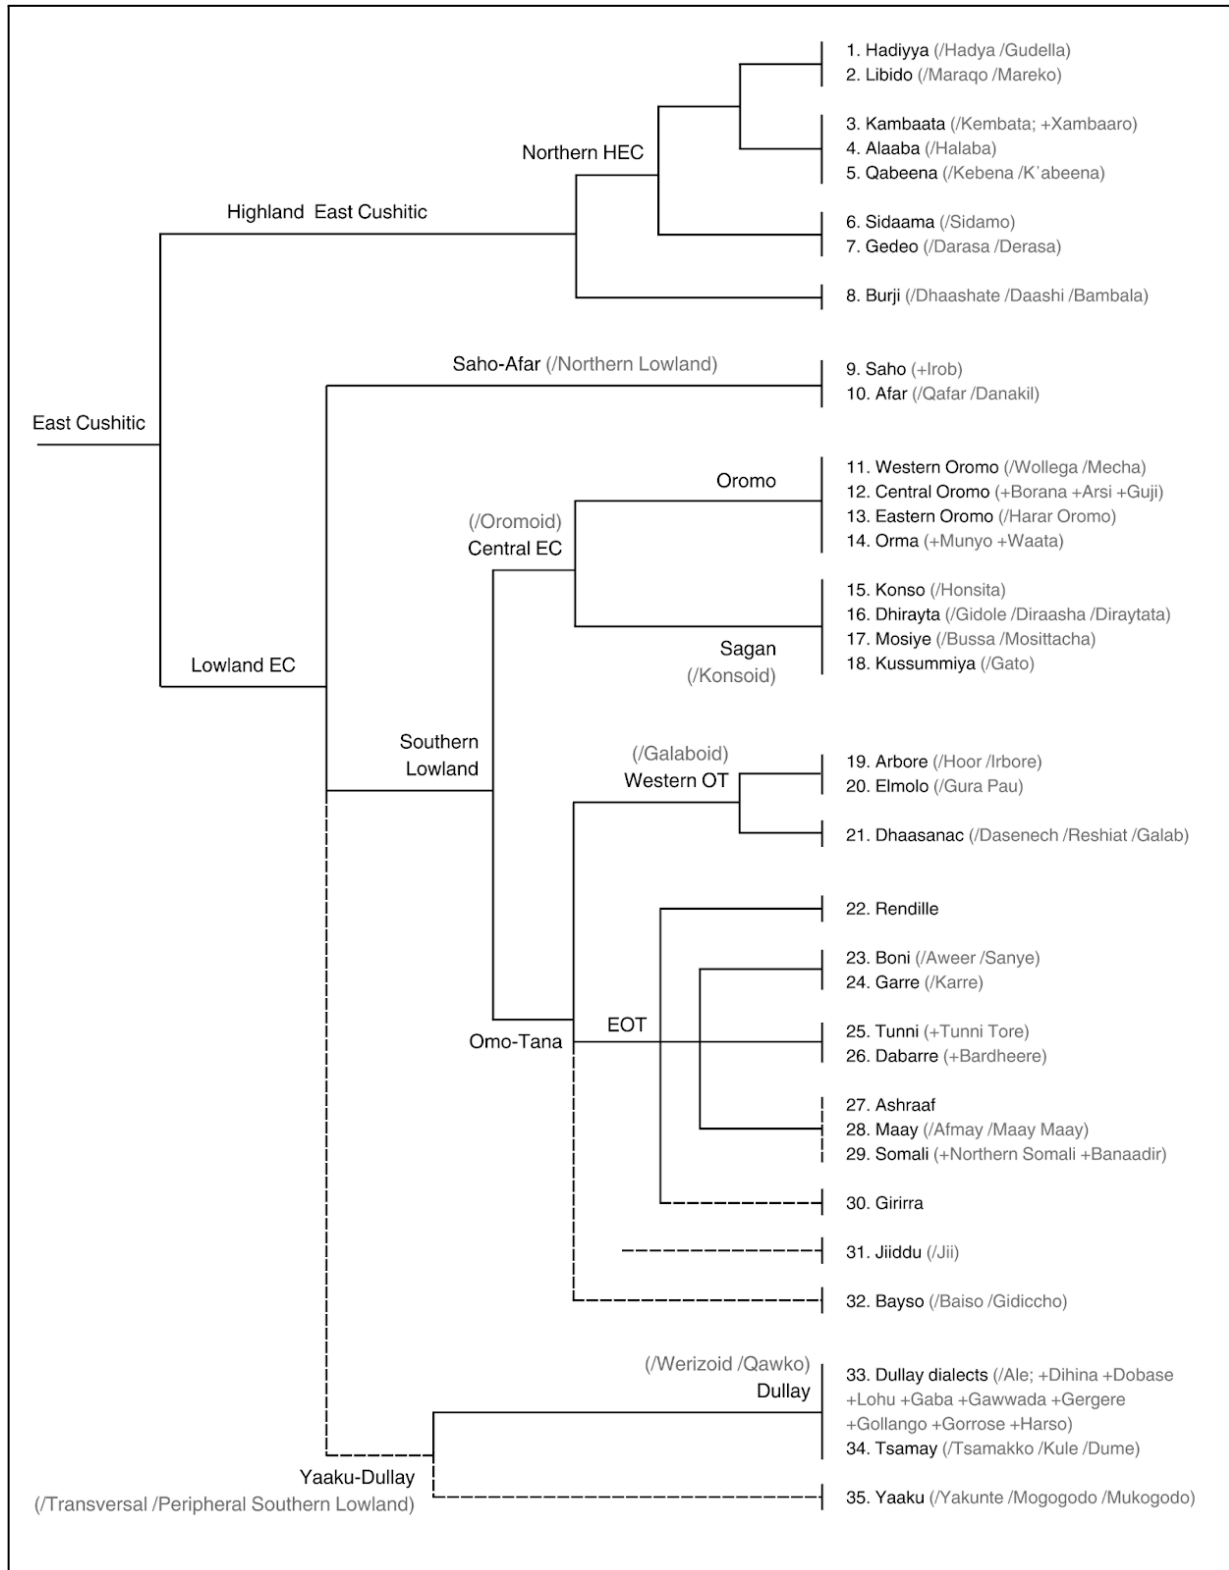 1. Hadiyya (/Hadya /Gudella)
2. Libido (/Maraqo /Mareko)
3. Kambaata (/Kembata; +Xambaaro)
Northern HEC
4. Alaaba (/Halaba)
5. Qabeena (/Kebena /K'abeena)
Highland East Cushitic
6. Sidaama (/Sidamo)
7. Gedeo (/Darasa /Derasa)
8. Burji (/Dhaashate /Daashi /Bambala)
Saho-Afar (/Northern Lowland)
9. Saho (+Irob)
10. Afar (/Qafar /Danakil)
East Cushitic
11. Western Oromo (/Wollega /Mecha)
Oromo
12. Central Oromo (+Borana +Arsi +Guji)
(/Oromoid)
13. Eastern Oromo (/Harar Oromo)
Central EC
14. Orma (+Munyo +Waata)
15. Konso (/Honsita)
16. Dhirayta (/Gidole /Diraasha /Diraytata)
17. Mosiye (/Bussa /Mosittacha)
Sagan
18. Kussummiya (/Gato)
Lowland EC
(/Konsoid)
Southern
Lowland
(/Galaboid)
Western OT
19. Arbore (/Hoor /Irbore)
20. Elmolo (/Gura Pau)
21. Dhaasanac (/Dasenech /Reshiat /Galab)
22. Rendille
23. Boni (/Aweer /Sanye)
24. Garre (/Karre)
EOT
Omo-Tana
25. Tunni (+Tunni Tore)
26. Dabarre (+Bardheere)
27. Ashraaf
28. Maay (/Afmay /Maay Maay)
29. Somali (+Northern Somali +Banaadir)
30. Girirra
31. Jiiddu (/Jii)
32. Bayso (/Baiso /Gidiccho)
(/Werizoid /Qawko)
Dullay
33. Dullay dialects (/Ale; +Dihina +Dobase
+Lohu +Gaba +Gawwada +Gergere
+Gollango +Gorrose +Harso)
34. Tsamay (/Tsamakko /Kule /Dume)
Yaaku-Dullay
(/Transversal /Peripheral Southern Lowland)
35. Yaaku (/Yakunte /Mogogodo /Mukogodo)